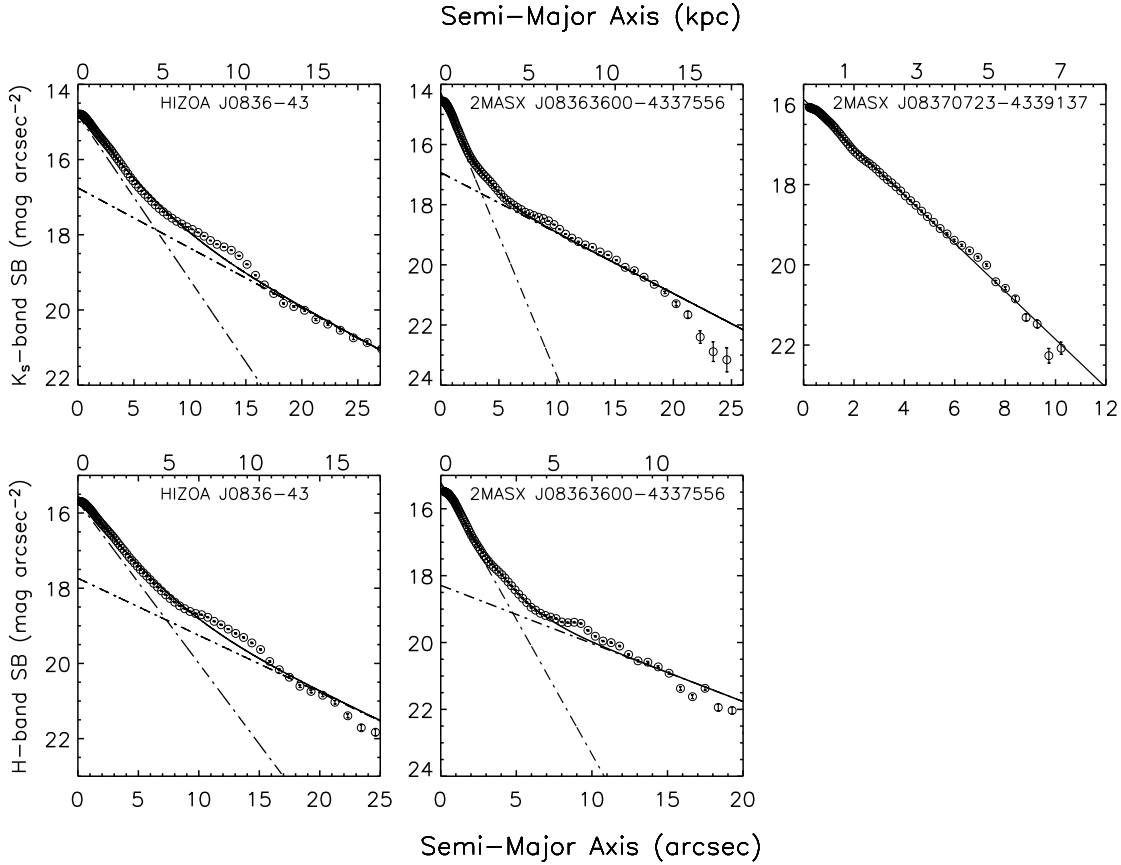 Semi-Major Axis (kpc)
0 5 10 15
0 5 10 15
1 3 5 7
HIZOA J0836-43
2MASX J08363600-4337556
2MASX J08370723-4339137
Ks-band SB (mag arcsec-2)
14
16
18
20
22
14
16
18
20
22
24
16
18
20
22
0 5 10 15 20 25
0 5 10 15 20 25
0 2 4 6 8 10 12
0 5 10 15
0 5 10
HIZOA J0836-43
2MASX J08363600-4337556
H-band SB (mag arcsec-2)
16
18
20
22
16
18
20
22
24
0 5 10 15 20 25
0 5 10 15 20
Semi-Major Axis (arcsec)